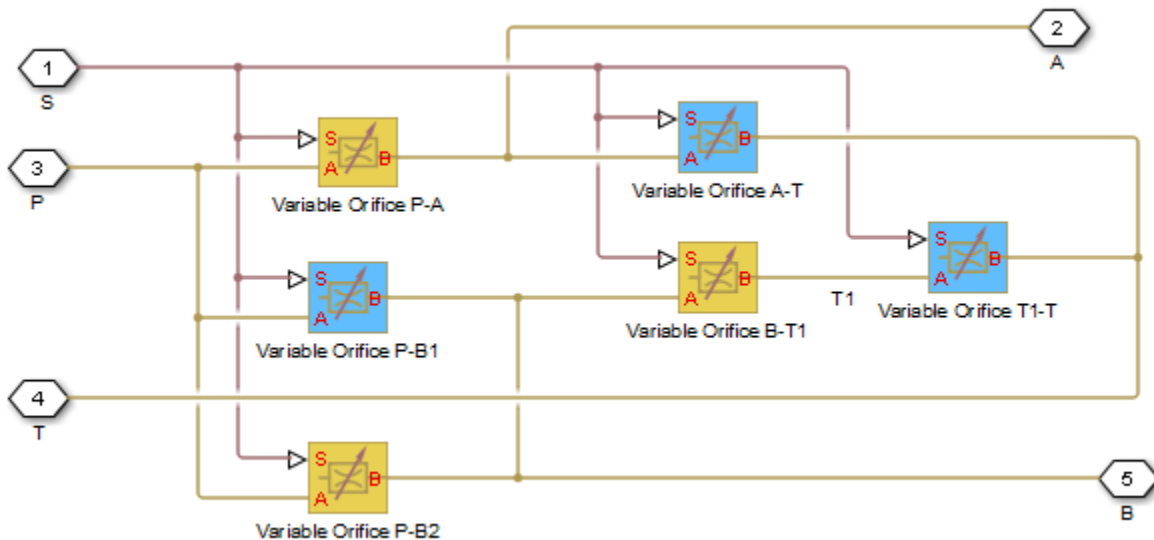 2
A
1
S
S
A
B
Variable Orifice P-A
S
A
B
Variable Orifice A-T
3
P
S
A
B
Variable Orifice P-B1
S
A
B
Variable Orifice B-T1
T1
S
A
B
Variable Orifice T1-T
4
T
S
A
B
Variable Orifice P-B2
5
B